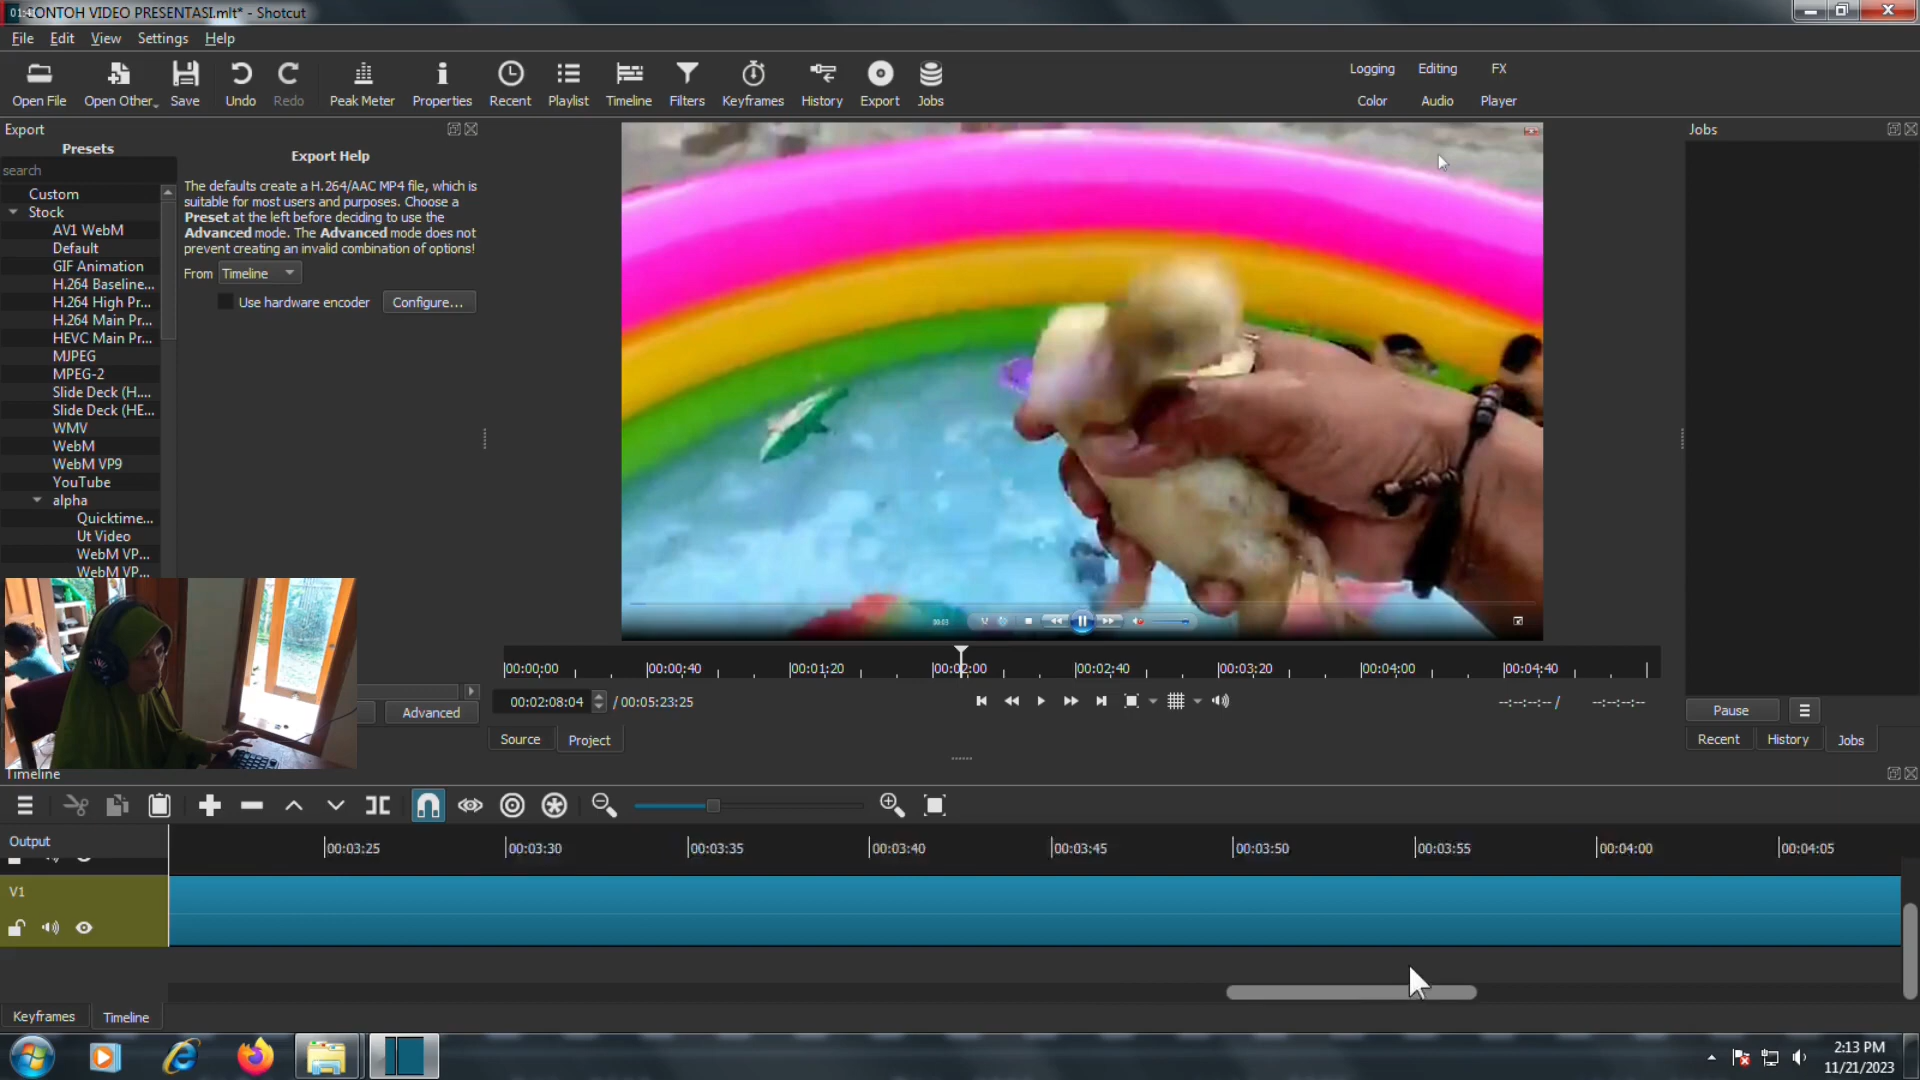 CONTOH VIDEO PRESENTASI.mlt* - Shotcut
File Edit View Settings Help
Open File Open Other... Save Undo Redo Peak Meter Properties Recent Playlist Timeline Filters Keyframes History Export Jobs
Logging Editing FX
Color Audio Player
Export
Presets
search
Custom
Stock
AV1 WebM
Default
GIF Animation
H.264 Baseline...
H.264 High Pr...
H.264 Main Pr...
HEVC Main Pr...
MJPEG
MPEG-2
Slide Deck (H....
Slide Deck (HE...
WMV
WebM
WebM VP9
YouTube
alpha
Quicktime...
Ut Video
WebM VP...
WebM VP...
Export Help
The defaults create a H.264/AAC MP4 file, which is
suitable for most users and purposes. Choose a
Preset at the left before deciding to use the
Advanced mode. The Advanced mode does not
prevent creating an invalid combination of options!
From Timeline
Use hardware encoder Configure...
Advanced
00:03
00:00:00 00:00:40 00:01:20 00:02:00 00:02:40 00:03:20 00:04:00 00:04:40
00:02:08:04 / 00:05:23:25
--:--:--:-- / --:--:--:--
Source Project
Jobs
Pause
Recent History Jobs
Timeline
Output
00:03:25 00:03:30 00:03:35 00:03:40 00:03:45 00:03:50 00:03:55 00:04:00 00:04:05
V1
Keyframes Timeline
2:13 PM
11/21/2023